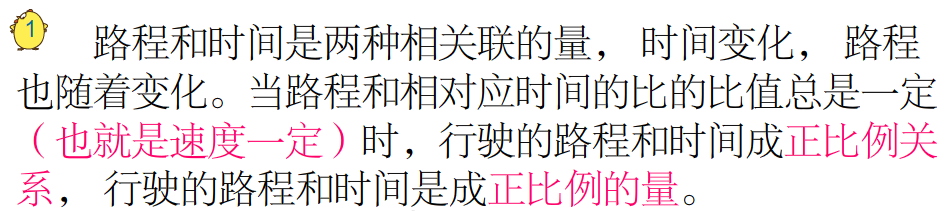 1 路程和时间是两种相关联的量， 时间变化， 路程
也随着变化。当路程和相对应时间的比的比值总是一定
（也就是速度一定）时， 行驶的路程和时间成正比例关
系， 行驶的路程和时间是成正比例的量。